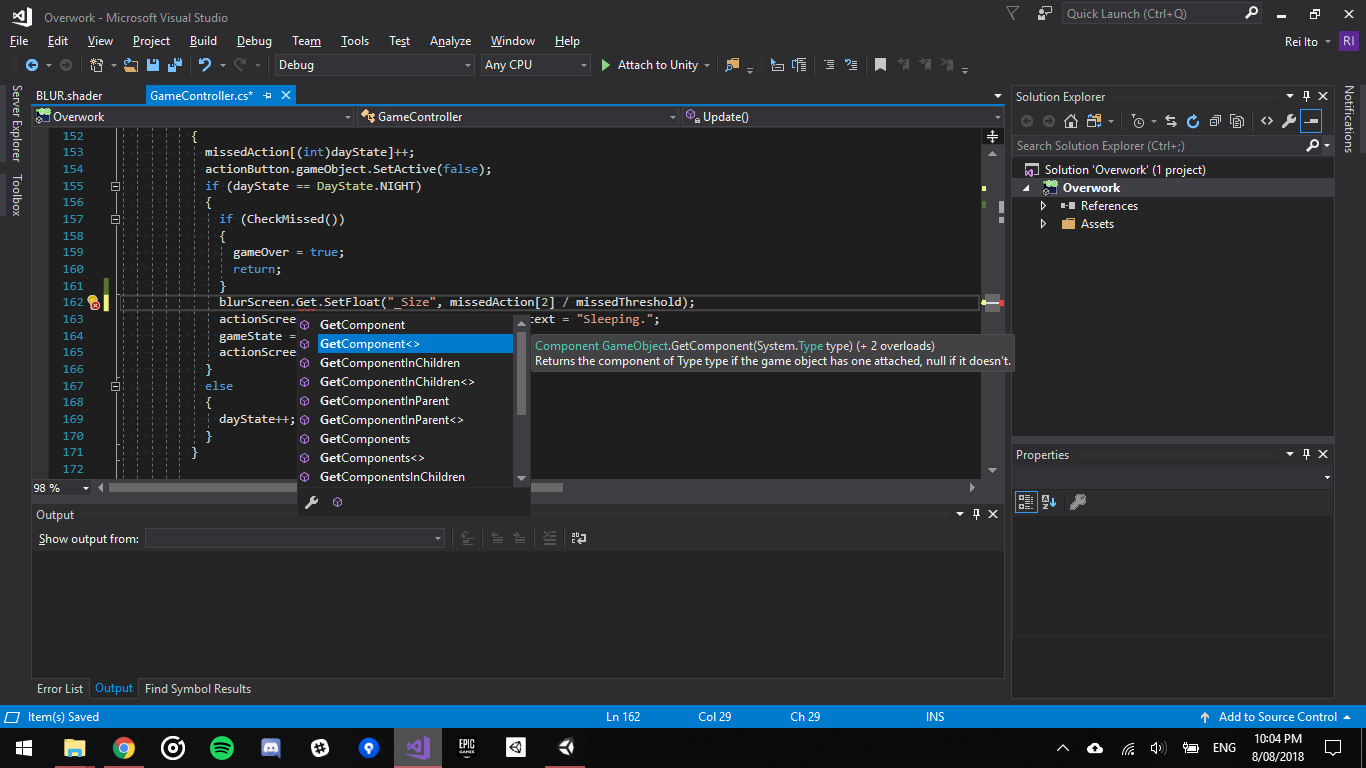 Overwork - Microsoft Visual Studio
Quick Launch (Ctrl+Q)
File Edit View Project Build Debug Team Tools Test Analyze Window Help
Rei Ito RI
Debug Any CPU Attach to Unity
Server Explorer
Toolbox
BLUR.shader GameController.cs*
Overwork GameController Update()
152 {
153 missedAction[(int)dayState]++;
154 actionButton.gameObject.SetActive(false);
155 if (dayState == DayState.NIGHT)
156 {
157 if (CheckMissed())
158 {
159 gameOver = true;
160 return;
161 }
162 blurScreen.Get.SetFloat("_Size", missedAction[2] / missedThreshold);
163 actionScree ext = "Sleeping.";
164 gameState =
165 actionScree
166 }
167 else
168 {
169 dayState++;
170 }
171 }
172
GetComponent
GetComponent<>
GetComponentInChildren
GetComponentInChildren<>
GetComponentInParent
GetComponentInParent<>
GetComponents
GetComponents<>
GetComponentsInChildren
Component GameObject.GetComponent(System.Type type) (+ 2 overloads)
Returns the component of Type type if the game object has one attached, null if it doesn't.
98 %
Output
Show output from:
Error List Output Find Symbol Results
Solution Explorer
Search Solution Explorer (Ctrl+;)
Solution 'Overwork' (1 project)
Overwork
References
Assets
Properties
Notifications
Item(s) Saved Ln 162 Col 29 Ch 29 INS Add to Source Control
EPIC GAMES
ENG
10:04 PM
8/08/2018